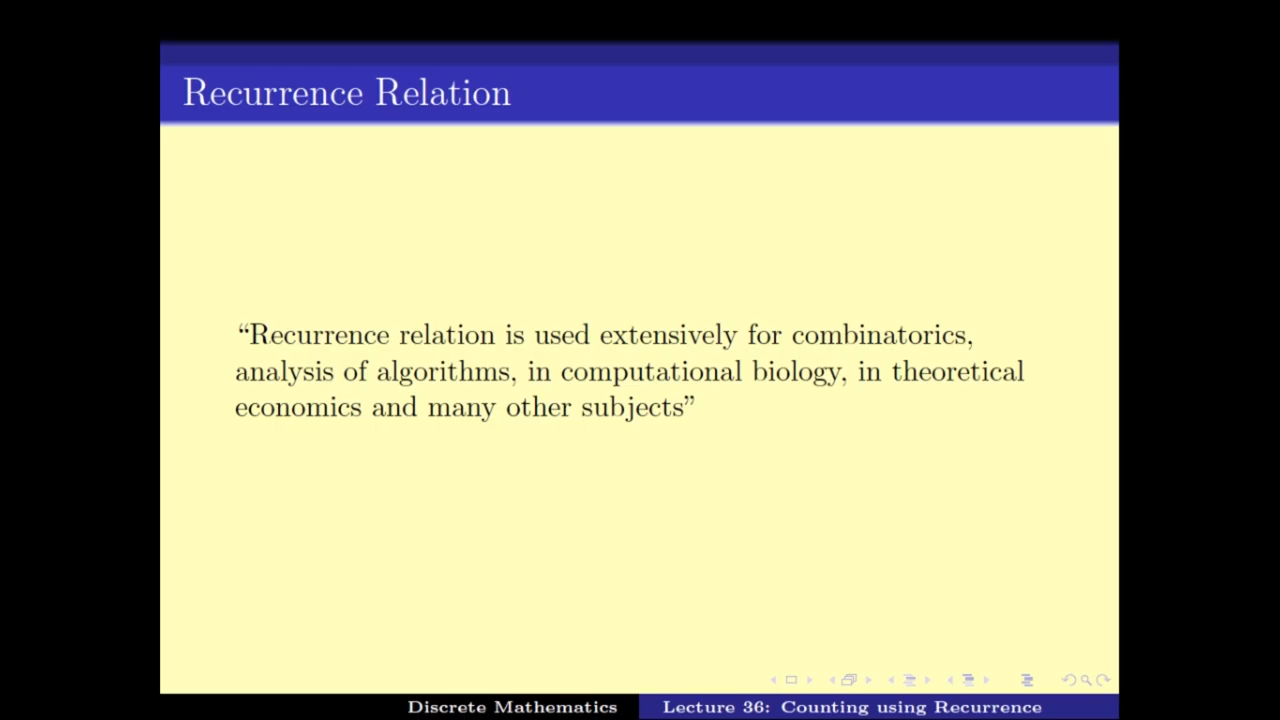 Recurrence Relation
“Recurrence relation is used extensively for combinatorics,
analysis of algorithms, in computational biology, in theoretical
economics and many other subjects”
Discrete Mathematics
Lecture 36: Counting using Recurrence